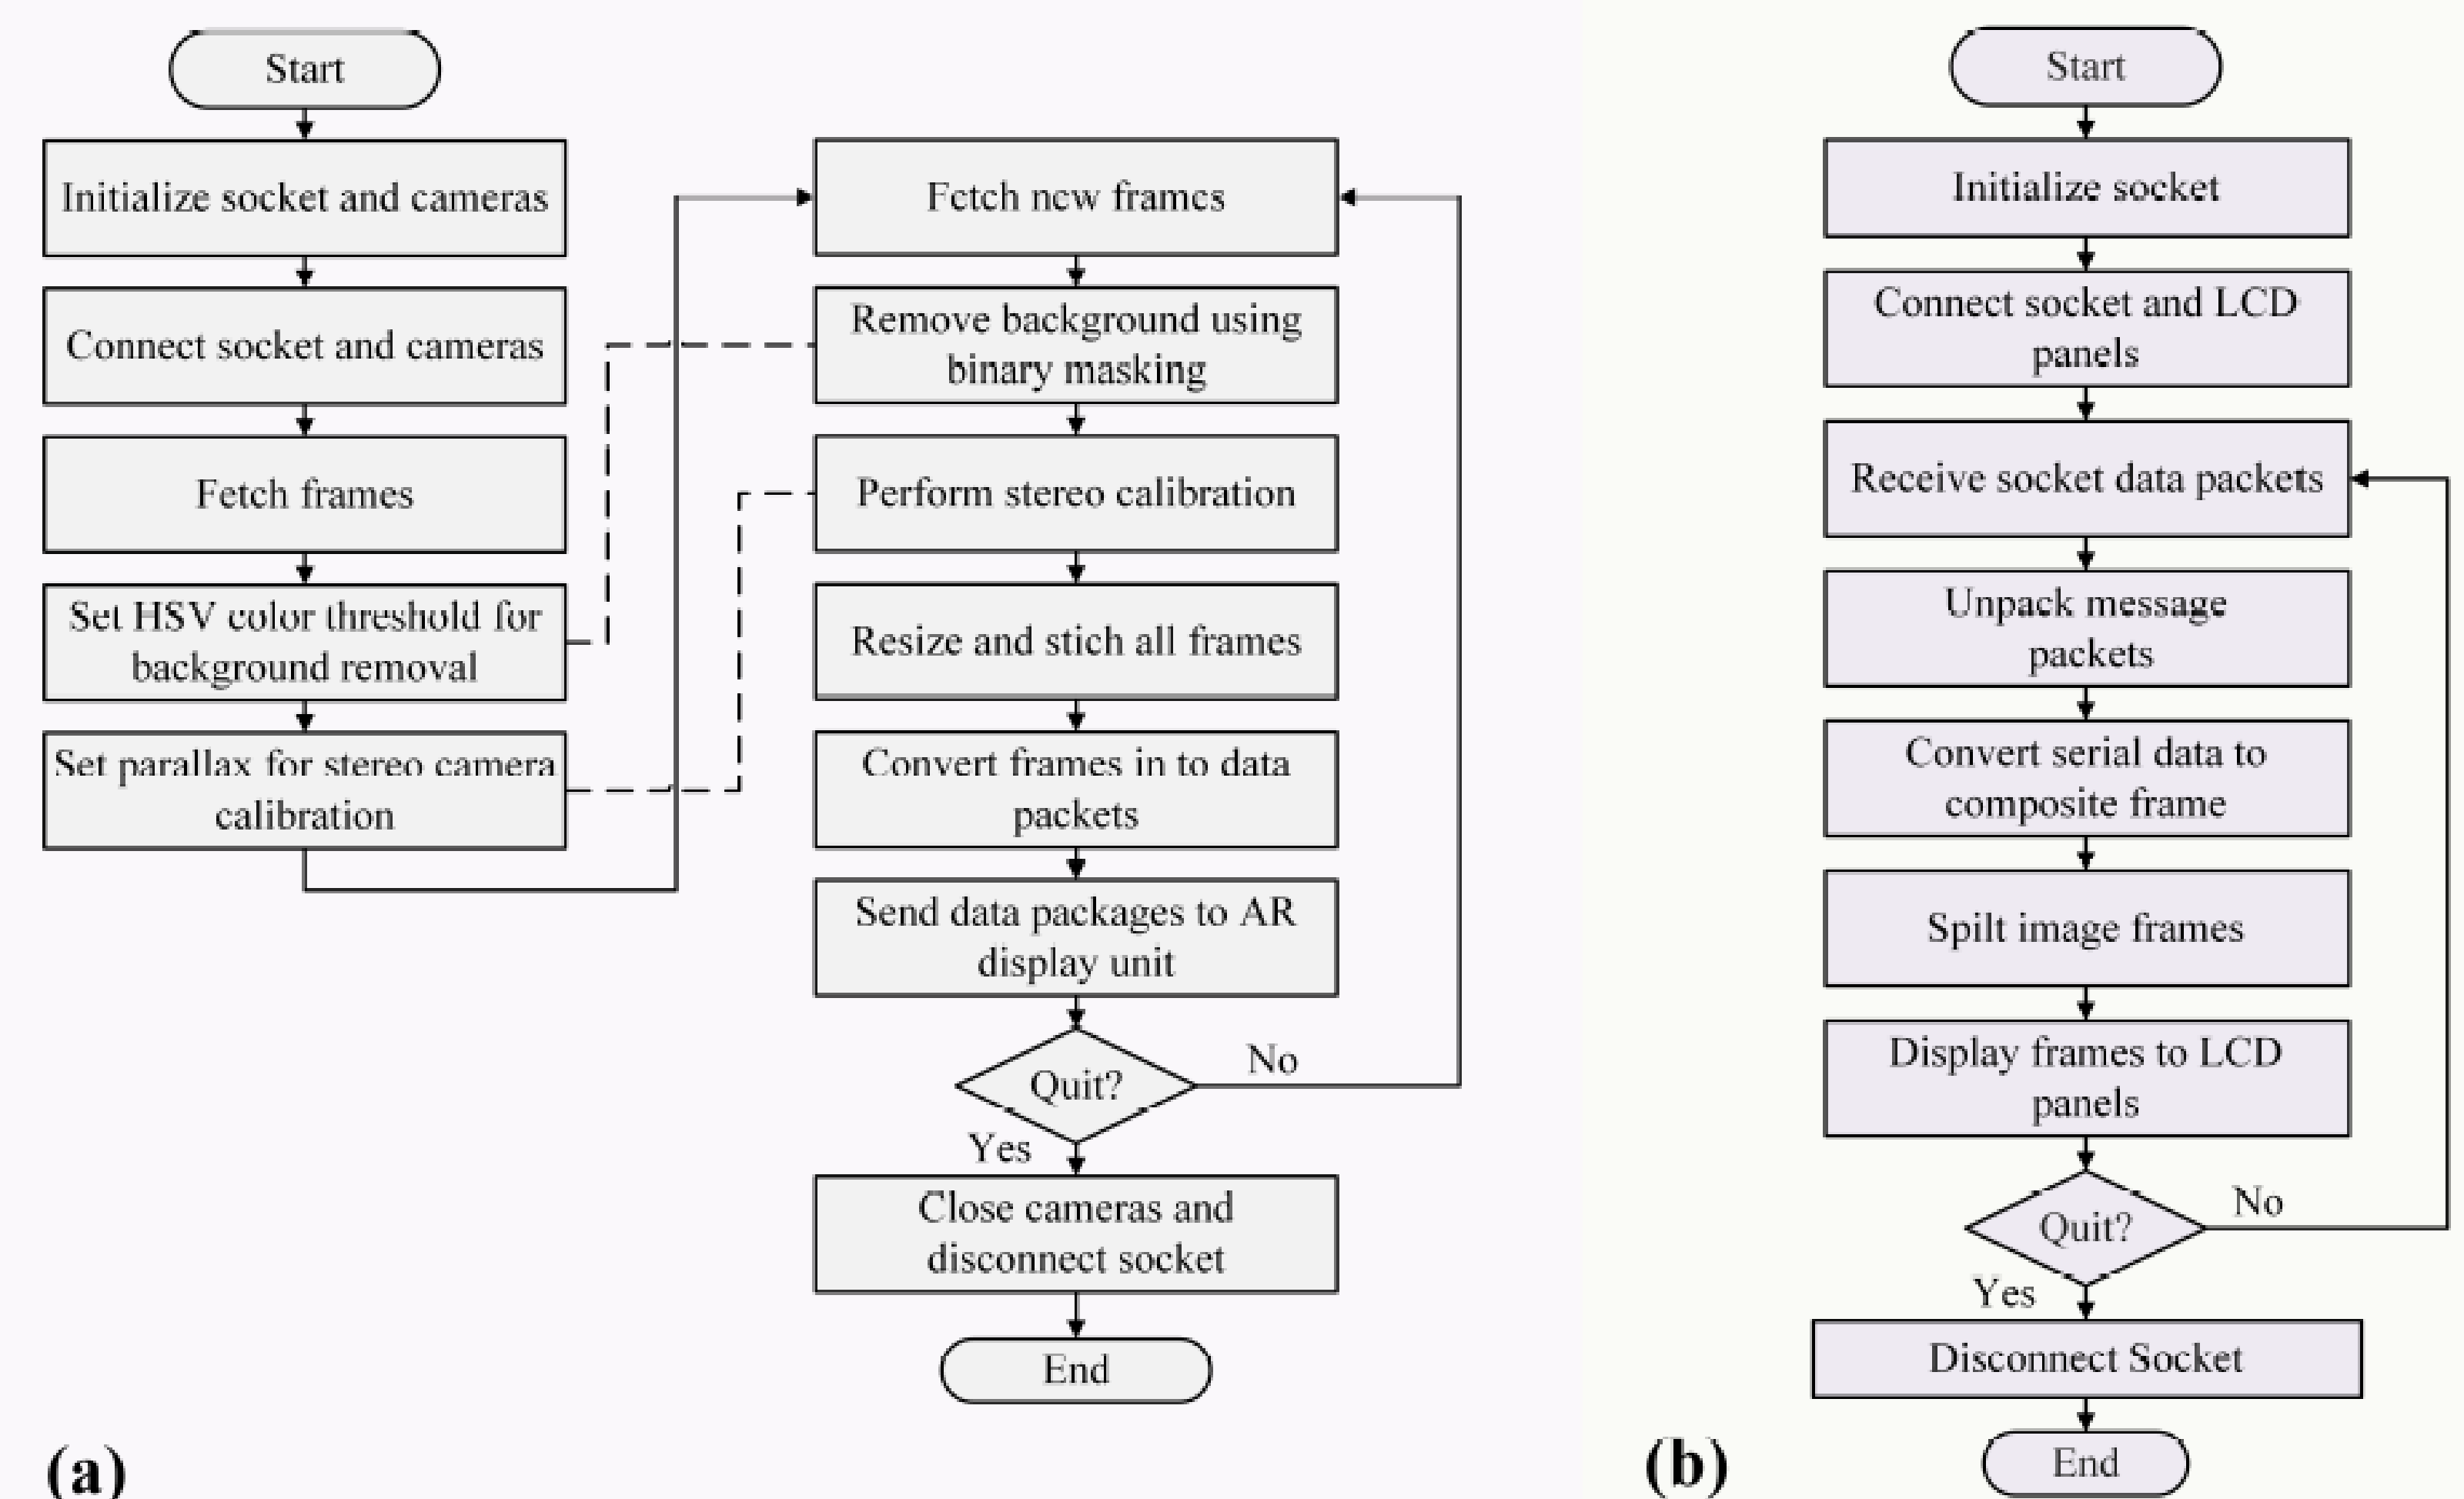 Start
Initialize socket and cameras
Connect socket and cameras
Fetch frames
Set HSV color threshold for
background removal
Set parallax for stereo camera
calibration
Fetch new frames
Remove background using
binary masking
Perform stereo calibration
Resize and stich all frames
Convert frames in to data
packets
Send data packages to AR
display unit
Quit?
No
Yes
Close cameras and
disconnect socket
End
(a)
Start
Initialize socket
Connect socket and LCD
panels
Receive socket data packets
Unpack message
packets
Convert serial data to
composite frame
Spilt image frames
Display frames to LCD
panels
Quit?
No
Yes
Disconnect Socket
End
(b)